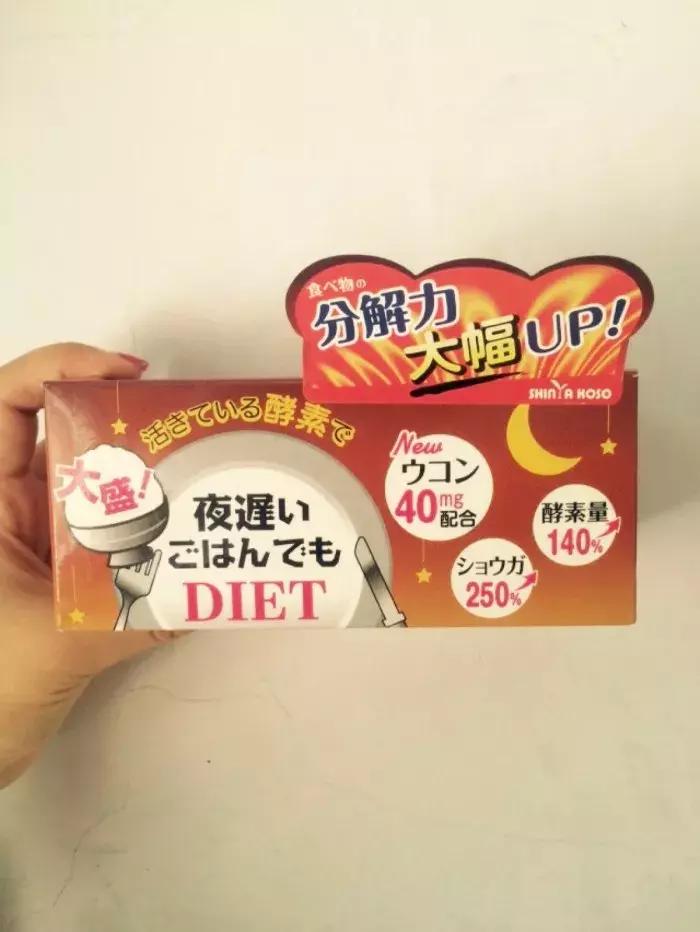 食べ物の
分解力
大幅UP!
SHINYA KOSO
活きている酵素で
大盛!
夜遅い
ごはんでも
DIET
New
ウコン
40mg
配合
ショウガ
250%
酵素量
140%